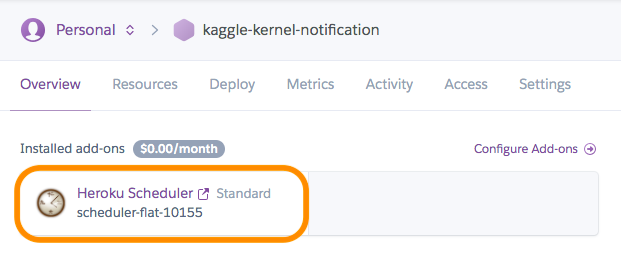 Personal kaggle-kernel-notification
Overview Resources Deploy Metrics Activity Access Settings
Installed add-ons $0.00/month Configure Add-ons
Heroku Scheduler Standard
scheduler-flat-10155